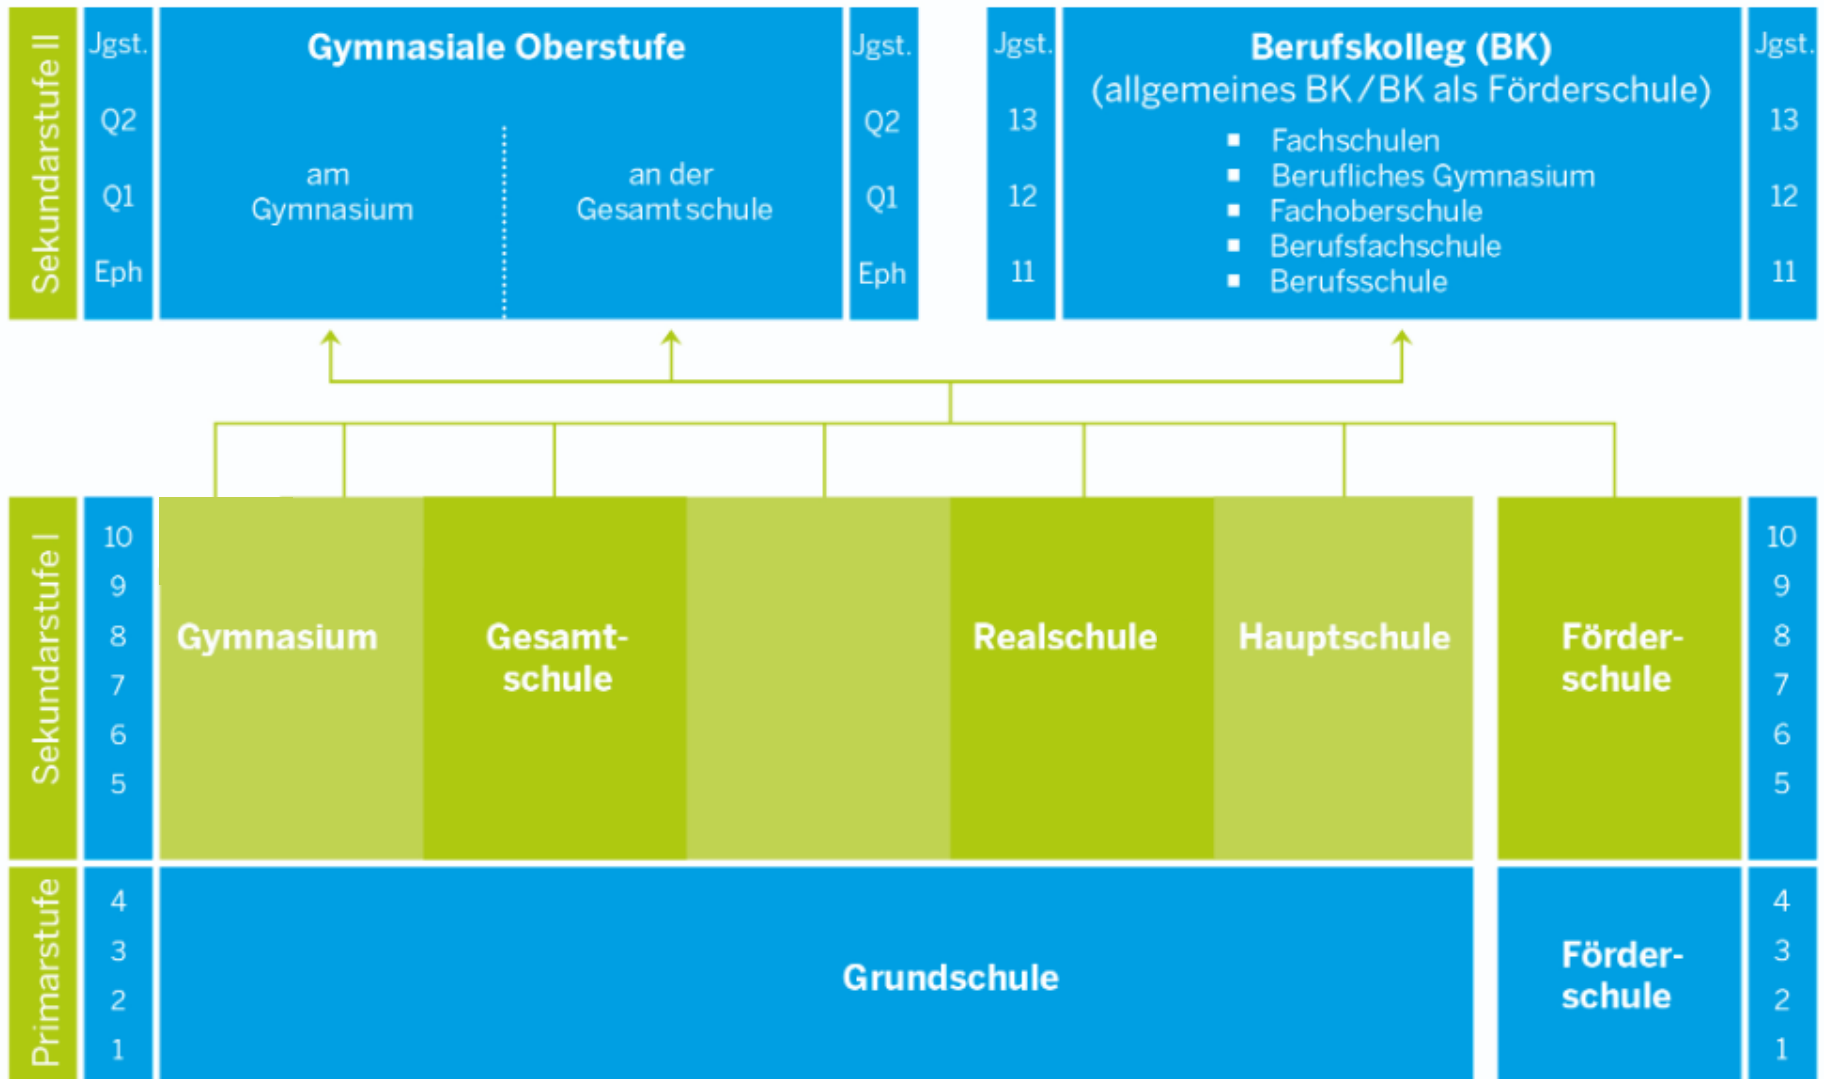 Sekundarstufe II
Jgst.
Q2
Q1
Eph
Gymnasiale Oberstufe
am
Gymnasium
an der
Gesamtschule
Jgst.
Q2
Q1
Eph
Jgst.
13
12
11
Berufskolleg (BK)
(allgemeines BK/BK als Förderschule)
▪ Fachschulen
▪ Berufliches Gymnasium
▪ Fachoberschule
▪ Berufsfachschule
▪ Berufsschule
Jgst.
13
12
11
Sekundarstufe I
10
9
8
7
6
5
Gymnasium
Gesamt-
schule
Realschule
Hauptschule
Förder-
schule
10
9
8
7
6
5
Primarstufe
4
3
2
1
Grundschule
Förder-
schule
4
3
2
1